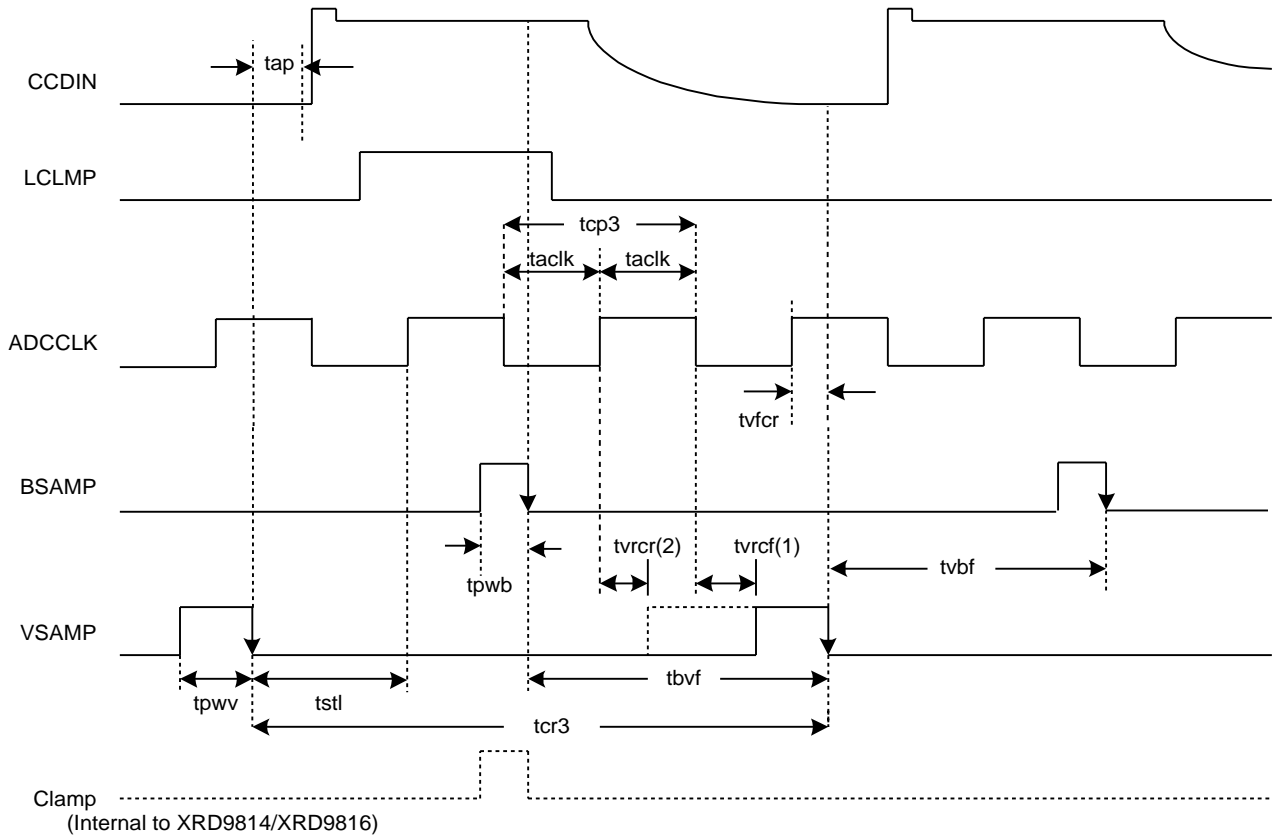 tap
CCDIN
LCLMP
tcp3
taclk
taclk
ADCCLK
tvfcr
BSAMP
tvrcr(2)
tvrcf(1)
tpwb
tvbf
VSAMP
tpwv
tstl
tbvf
tcr3
Clamp
(Internal to XRD9814/XRD9816)